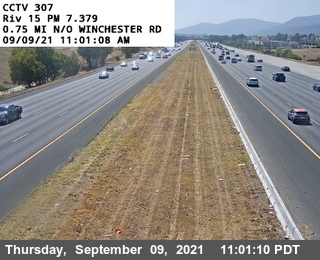 CCTV 307
Riv 15 PM 7.379
0.75 MI N/O WINCHESTER RD
09/09/21 11:01:08 AM
Thursday, September 09, 2021 11:01:10 PDT